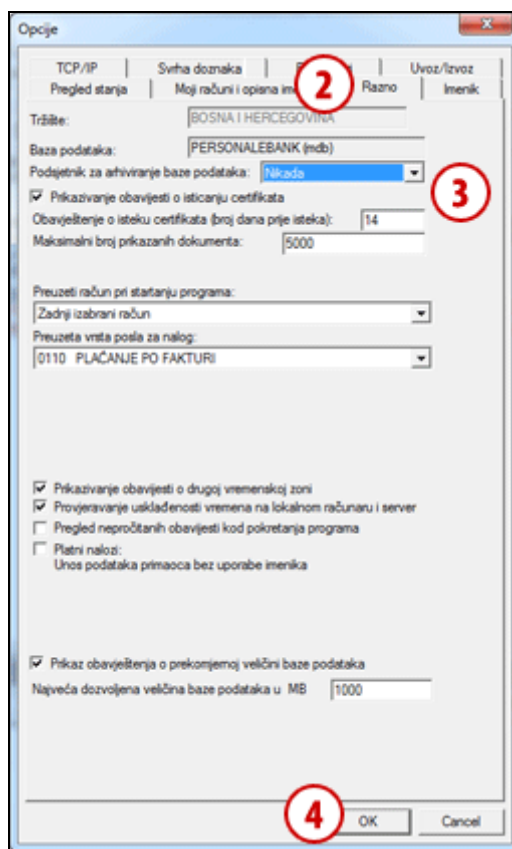 Opcije
TCP/IP
Svrha doznaka
Uvoz/Izvoz
Pregled stanja
Moji računi i opisna
2
Razno
Imenik
Tržište:
BOSNA I HERCEGOVINA
Baza podataka:
PERSONALEBANK (mdb)
Podsjetnik za arhiviranje baze podataka:
Nikada
3
Prikazivanje obavijesti o isticanju certifikata
Obavještenje o isteku certifikata (broj dana prije isteka):
14
Maksimalni broj prikazanih dokumenta:
5000
Preuzeti račun pri startanju programa:
Zadnji izabrani račun
Preuzeta vrsta posla za nalog:
0110 PLAĆANJE PO FAKTURI
Prikazivanje obavijesti o drugoj vremenskoj zoni
Provjeravanje usklađenosti vremena na lokalnom računaru i server
Pregled nepročitanih obavijesti kod pokretanja programa
Platni nalozi:
Unos podataka primaoca bez uporabe imenika
Prikaz obavještenja o prekomjernoj veličini baze podataka
Najveća dozvoljena veličina baze podataka u MB
1000
4
OK
Cancel